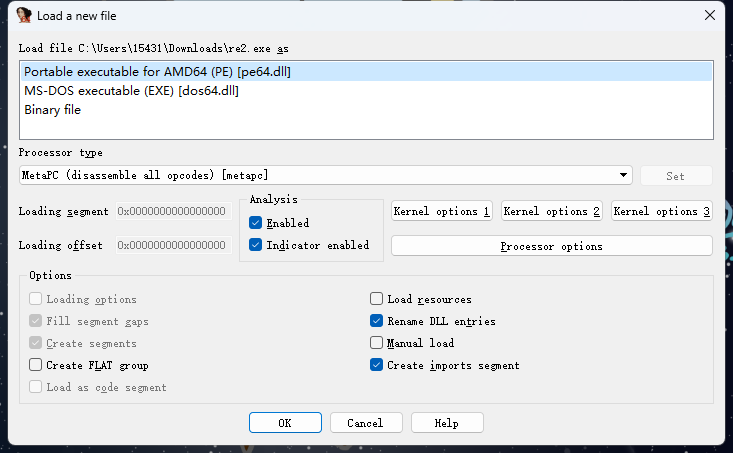 Load a new file
Load file C:\Users\15431\Downloads\re2.exe as
Portable executable for AMD64 (PE) [pe64.dll]
MS-DOS executable (EXE) [dos64.dll]
Binary file
Processor type
MetaPC (disassemble all opcodes) [metapc]
Set
Loading segment 0x0000000000000000
Loading offset 0x0000000000000000
Analysis
Enabled
Indicator enabled
Kernel options 1
Kernel options 2
Kernel options 3
Processor options
Options
Loading options
Fill segment gaps
Create segments
Create FLAT group
Load as code segment
Load resources
Rename DLL entries
Manual load
Create imports segment
OK
Cancel
Help